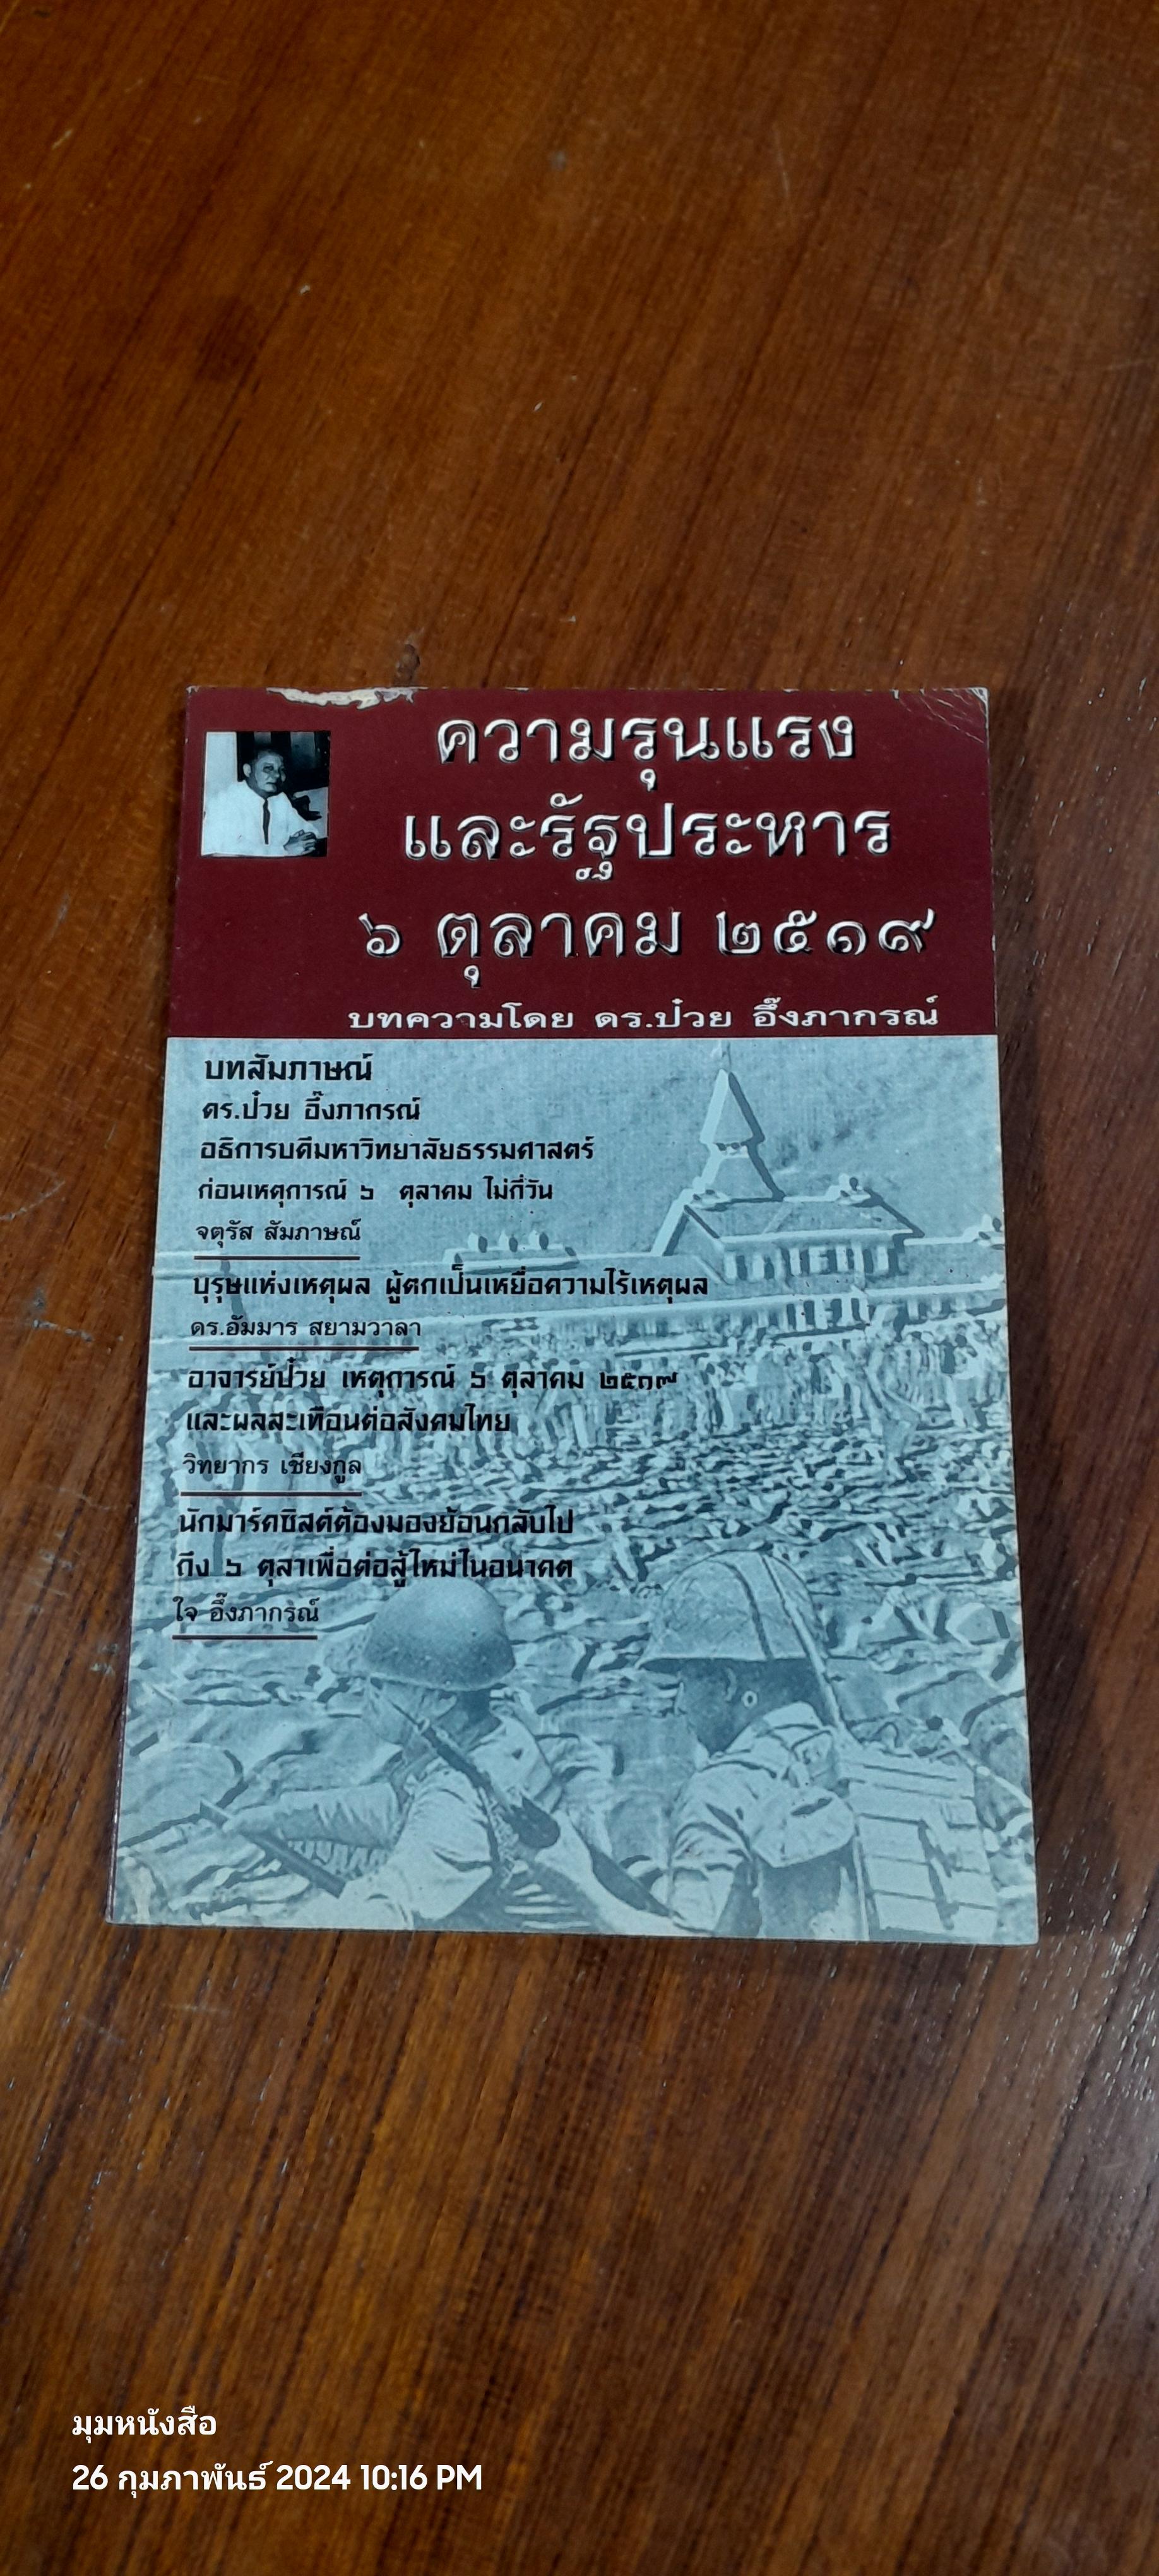 ความรุนแรง
และรัฐประหาร
๖ ตุลาคม ๒๕๑๙
บทความโดย ดร.ป๋วย อึ๊งภากรณ์
บทสัมภาษณ์
ดร.ป๋วย อึ๊งภากรณ์
อธิการบดีมหาวิทยาลัยธรรมศาสตร์
ก่อนเหตุการณ์ ๖ ตุลาคม ไม่กี่วัน
จตุรัส สัมภาษณ์
บุรุษแห่งเหตุผล ผู้ตกเป็นเหยื่อความไร้เหตุผล
ดร.อัมมาร สยามวาลา
อาจารย์ป๋วย เหตุการณ์ ๖ ตุลาคม
และผลสะเทือนต่อสังคมไทย
วิทยากร เชียงกูล
นักมาร์คซิสต์ต้องมองย้อนกลับไป
ถึง ๖ ตุลาเพื่อต่อสู้ใหม่ในอนาคต
ใจ อึ๊งภากรณ์
มุมหนังสือ
26 กุมภาพันธ์ 2024 10:16 PM